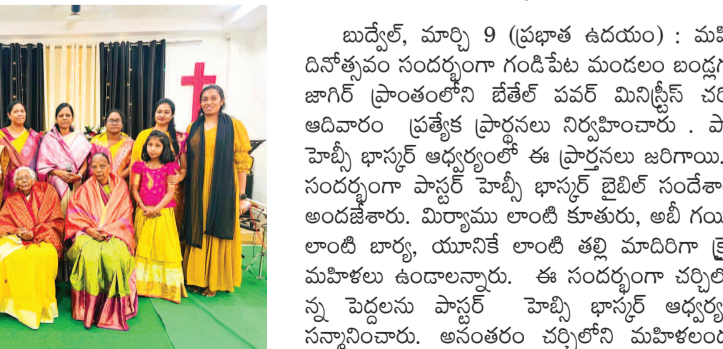 బుద్వేల్, మార్చి 9 (ప్రభాత ఉదయం) : మహి
దినోత్సవం సందర్భంగా గండిపేట మండలం బండ్లగ
జాగిర్ ప్రాంతంలోని బేతేల్ పవర్ మినిస్ట్రీస్ చర్
ఆదివారం ప్రత్యేక ప్రార్థనలు నిర్వహించారు . పా
హెబ్సీ భాస్కర్ ఆధ్వర్యంలో ఈ ప్రార్తనలు జరిగాయి.
సందర్భంగా పాస్టర్ హెబ్సీ భాస్కర్ బైబిల్ సందేశా
అందజేశారు. మిర్యాము లాంటి కూతురు, అబీ గయి
లాంటి బార్య, యూనికే లాంటి తల్లి మాదిరిగా క్రై
మహిళలు ఉండాలన్నారు. ఈ సందర్భంగా చర్చిలో
న్న పెద్దలను పాస్టర్ హెబ్సి భాస్కర్ ఆధ్వర్య
సన్మానించారు. అనంతరం చర్చిలోని మహిళలంద